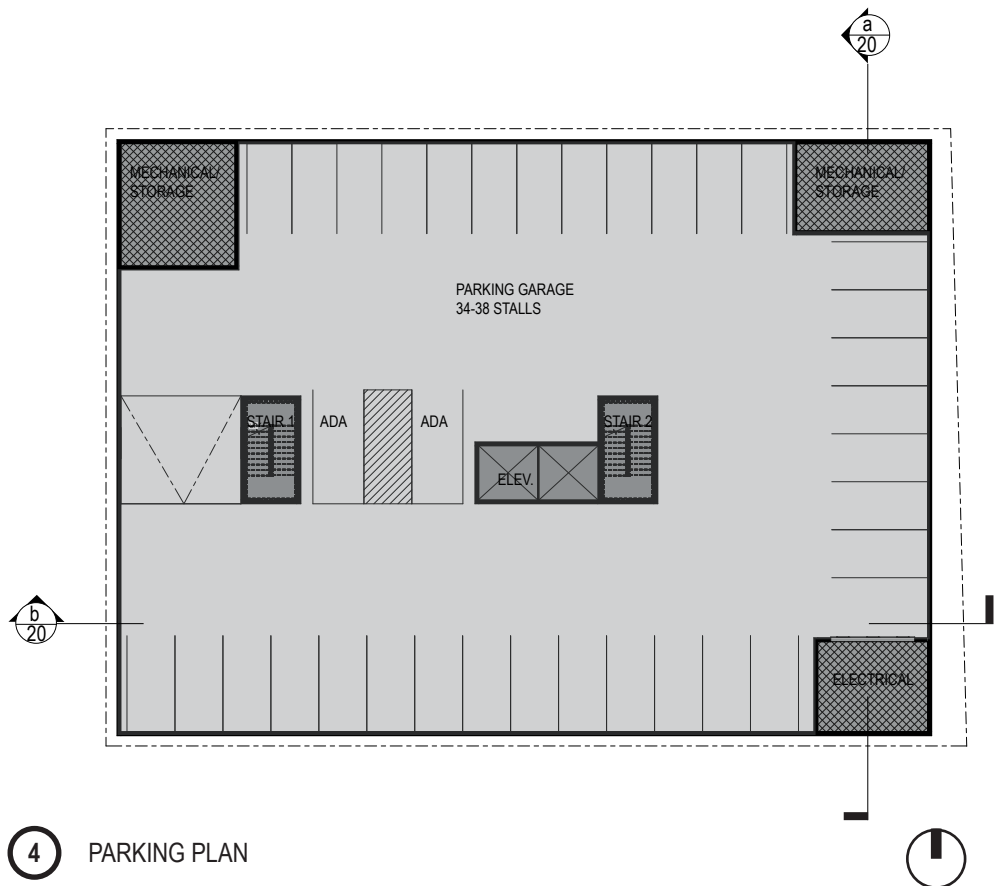 a
20
MECHANICAL/
STORAGE
MECHANICAL/
STORAGE
PARKING GARAGE
34-38 STALLS
STAIR 1
ADA
ADA
STAIR 2
ELEV.
b
20
ELECTRICAL
4
PARKING PLAN